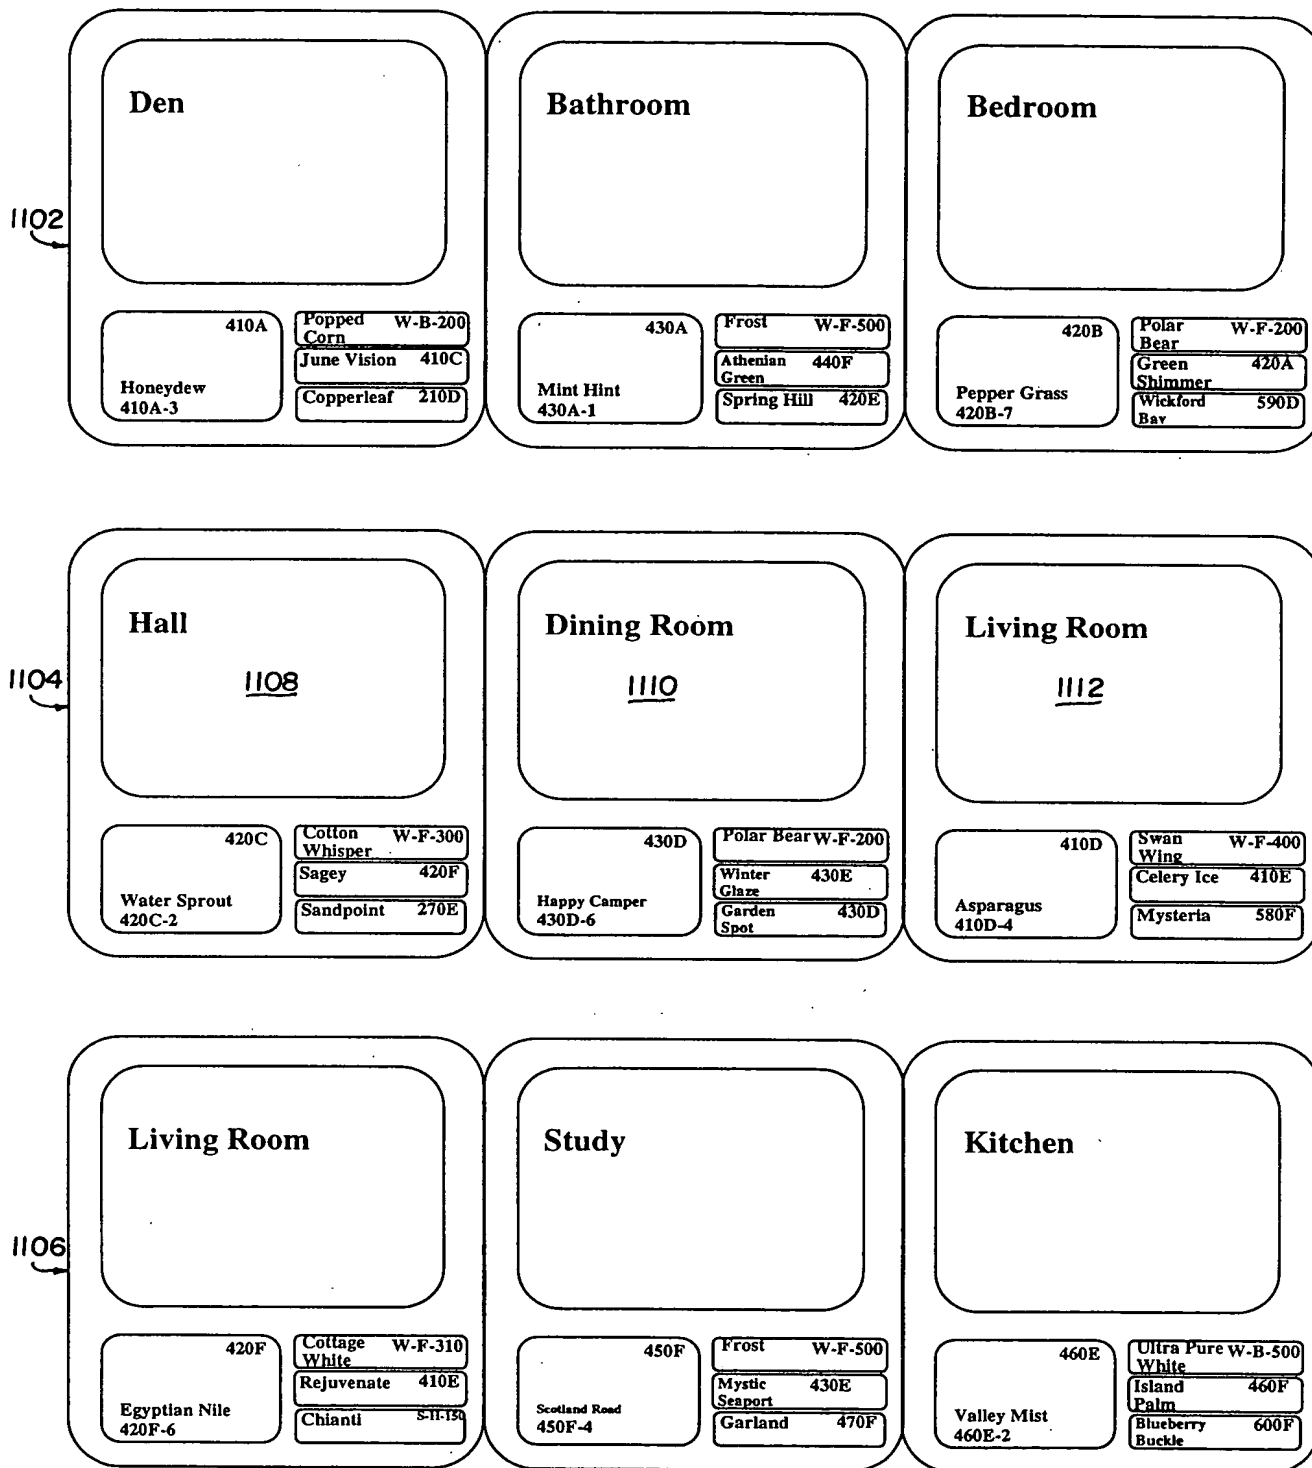 Den
Bathroom
Bedroom
1102
410A
Popped W-B-200
Corn
June Vision 410C
Copperleaf 210D
Honeydew
410A-3
430A
Frost W-F-500
Athenian 440F
Green
Spring Hill 420E
Mint Hint
430A-1
420B
Polar W-F-200
Bear
Green 420A
Shimmer
Wickford 590D
Bay
Pepper Grass
420B-7
Hall
Dining Room
Living Room
1104
1108
1110
1112
420C
Cotton W-F-300
Whisper
Sagey 420F
Sandpoint 270E
Water Sprout
420C-2
430D
Polar Bear W-F-200
Winter 430E
Glaze
Garden 430D
Spot
Happy Camper
430D-6
410D
Swan W-F-400
Wing
Celery Ice 410E
Mysteria 580F
Asparagus
410D-4
Living Room
Study
Kitchen
1106
420F
Cottage W-F-310
White
Rejuvenate 410E
Chianti S-H-150
Egyptian Nile
420F-6
450F
Frost W-F-500
Mystic 430E
Seaport
Garland 470F
Scotland Road
450F-4
460E
Ultra Pure W-B-500
White
Island 460F
Palm
Blueberry 600F
Buckle
Valley Mist
460E-2